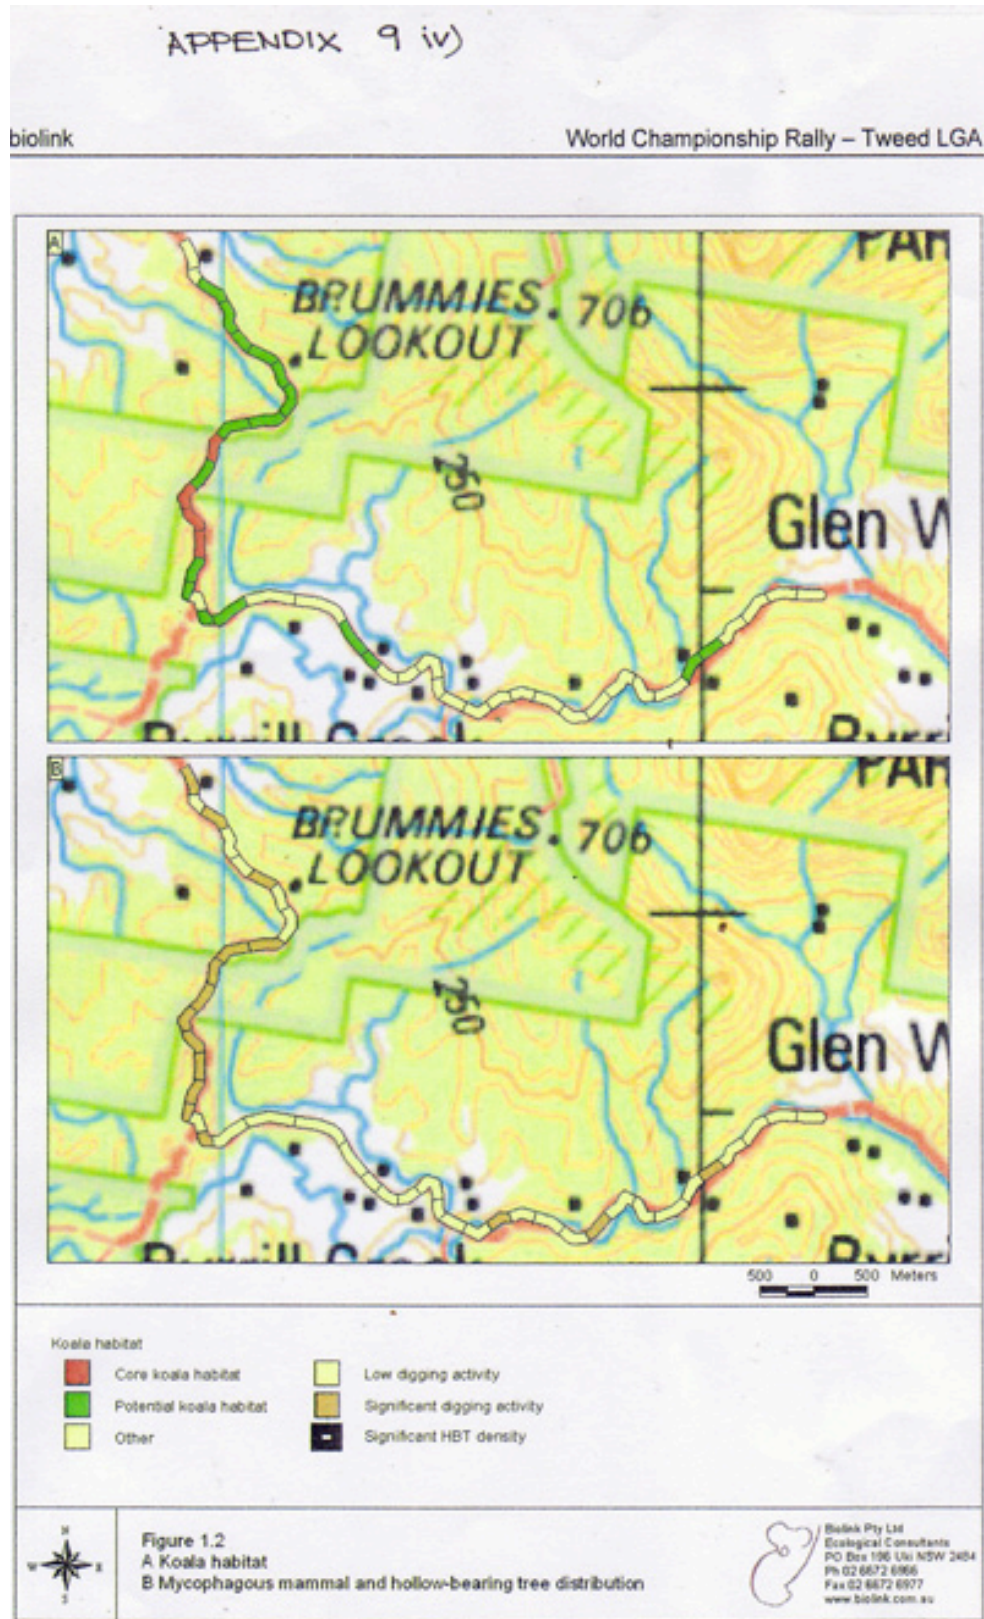 APPENDIX 9 iv)
biolink
World Championship Rally – Tweed LGA
A
PAR
BRUMMIES
LOOKOUT
706
250
Glen W
B
PAR
BRUMMIES
LOOKOUT
706
250
Glen W
500 0 500 Meters
Koala habitat
Core koala habitat
Potential koala habitat
Other
Low digging activity
Significant digging activity
Significant HBT density
N
W
S
Figure 1.2
A Koala habitat
B Mycophagous mammal and hollow-bearing tree distribution
Biolink Pty Ltd
Ecological Consultants
PO Box 196 Uki NSW 2484
Ph 02 6672 6966
Fax 02 6672 6977
www.biolink.com.au